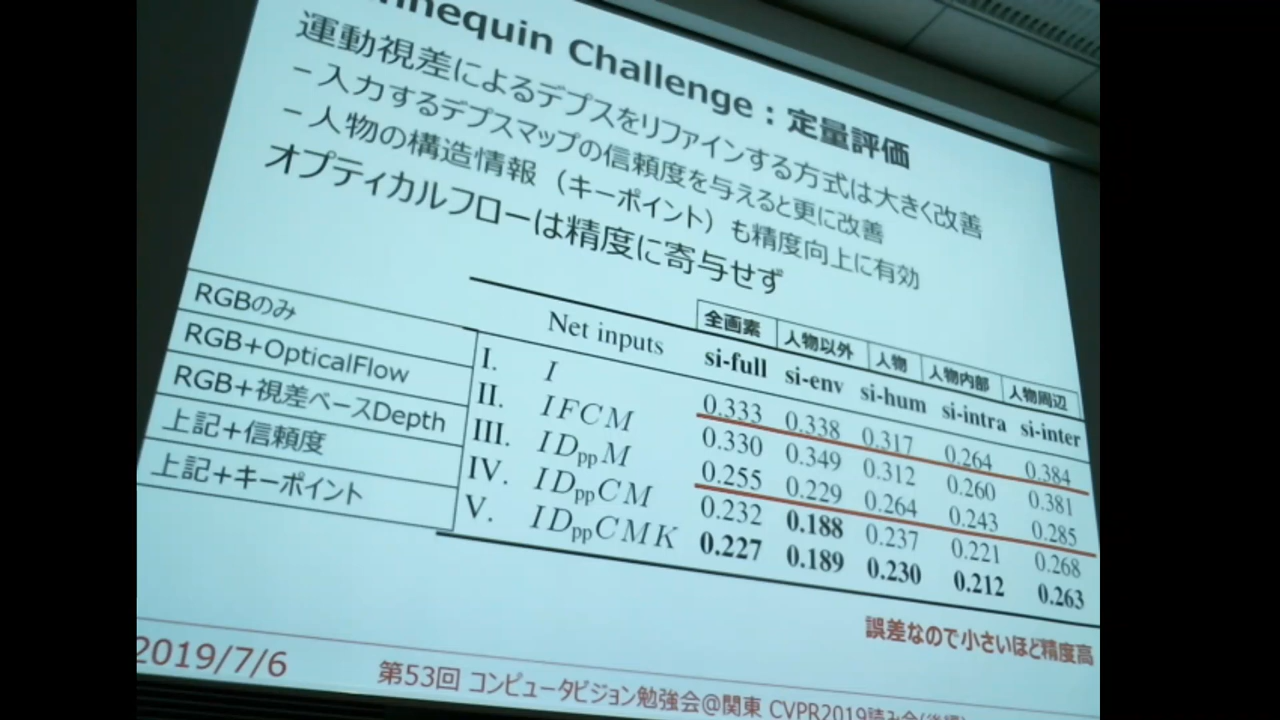 nnequin Challenge：定量評価
運動視差によるデプスをリファインする方式は大きく改善
－入力するデプスマップの信頼度を与えると更に改善
－人物の構造情報（キーポイント）も精度向上に有効
オプティカルフローは精度に寄与せず
全画素 人物以外 人物 人物内部 人物周辺
Net inputs si-full si-env si-hum si-intra si-inter
RGBのみ I. I 0.333 0.338 0.317 0.264 0.384
RGB+OpticalFlow II. IFCM 0.330 0.349 0.312 0.260 0.381
RGB+視差ベースDepth III. IDppM 0.255 0.229 0.264 0.243 0.285
上記+信頼度 IV. IDppCM 0.232 0.188 0.237 0.221 0.268
上記+キーポイント V. IDppCMK 0.227 0.189 0.230 0.212 0.263
誤差なので小さいほど精度高
2019/7/6
第53回 コンピュータビジョン勉強会@関東 CVPR2019読み会(後編)